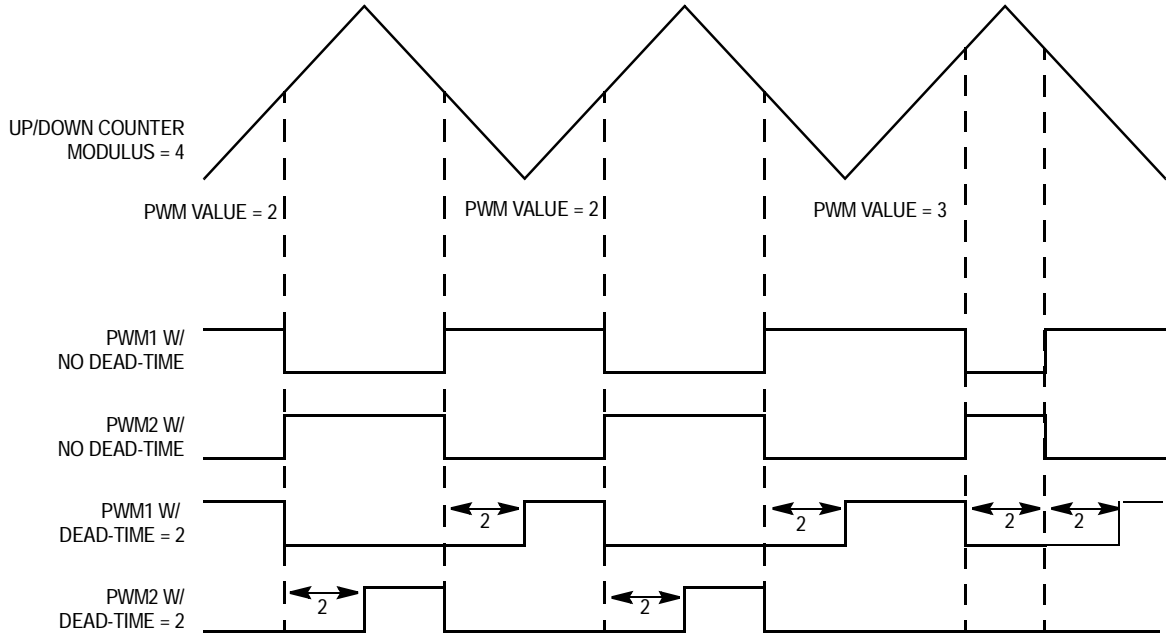 UP/DOWN COUNTER
MODULUS = 4
PWM VALUE = 2
PWM VALUE = 2
PWM VALUE = 3
PWM1 W/
NO DEAD-TIME
PWM2 W/
NO DEAD-TIME
PWM1 W/
DEAD-TIME = 2
2
2
2
2
PWM2 W/
DEAD-TIME = 2
2
2